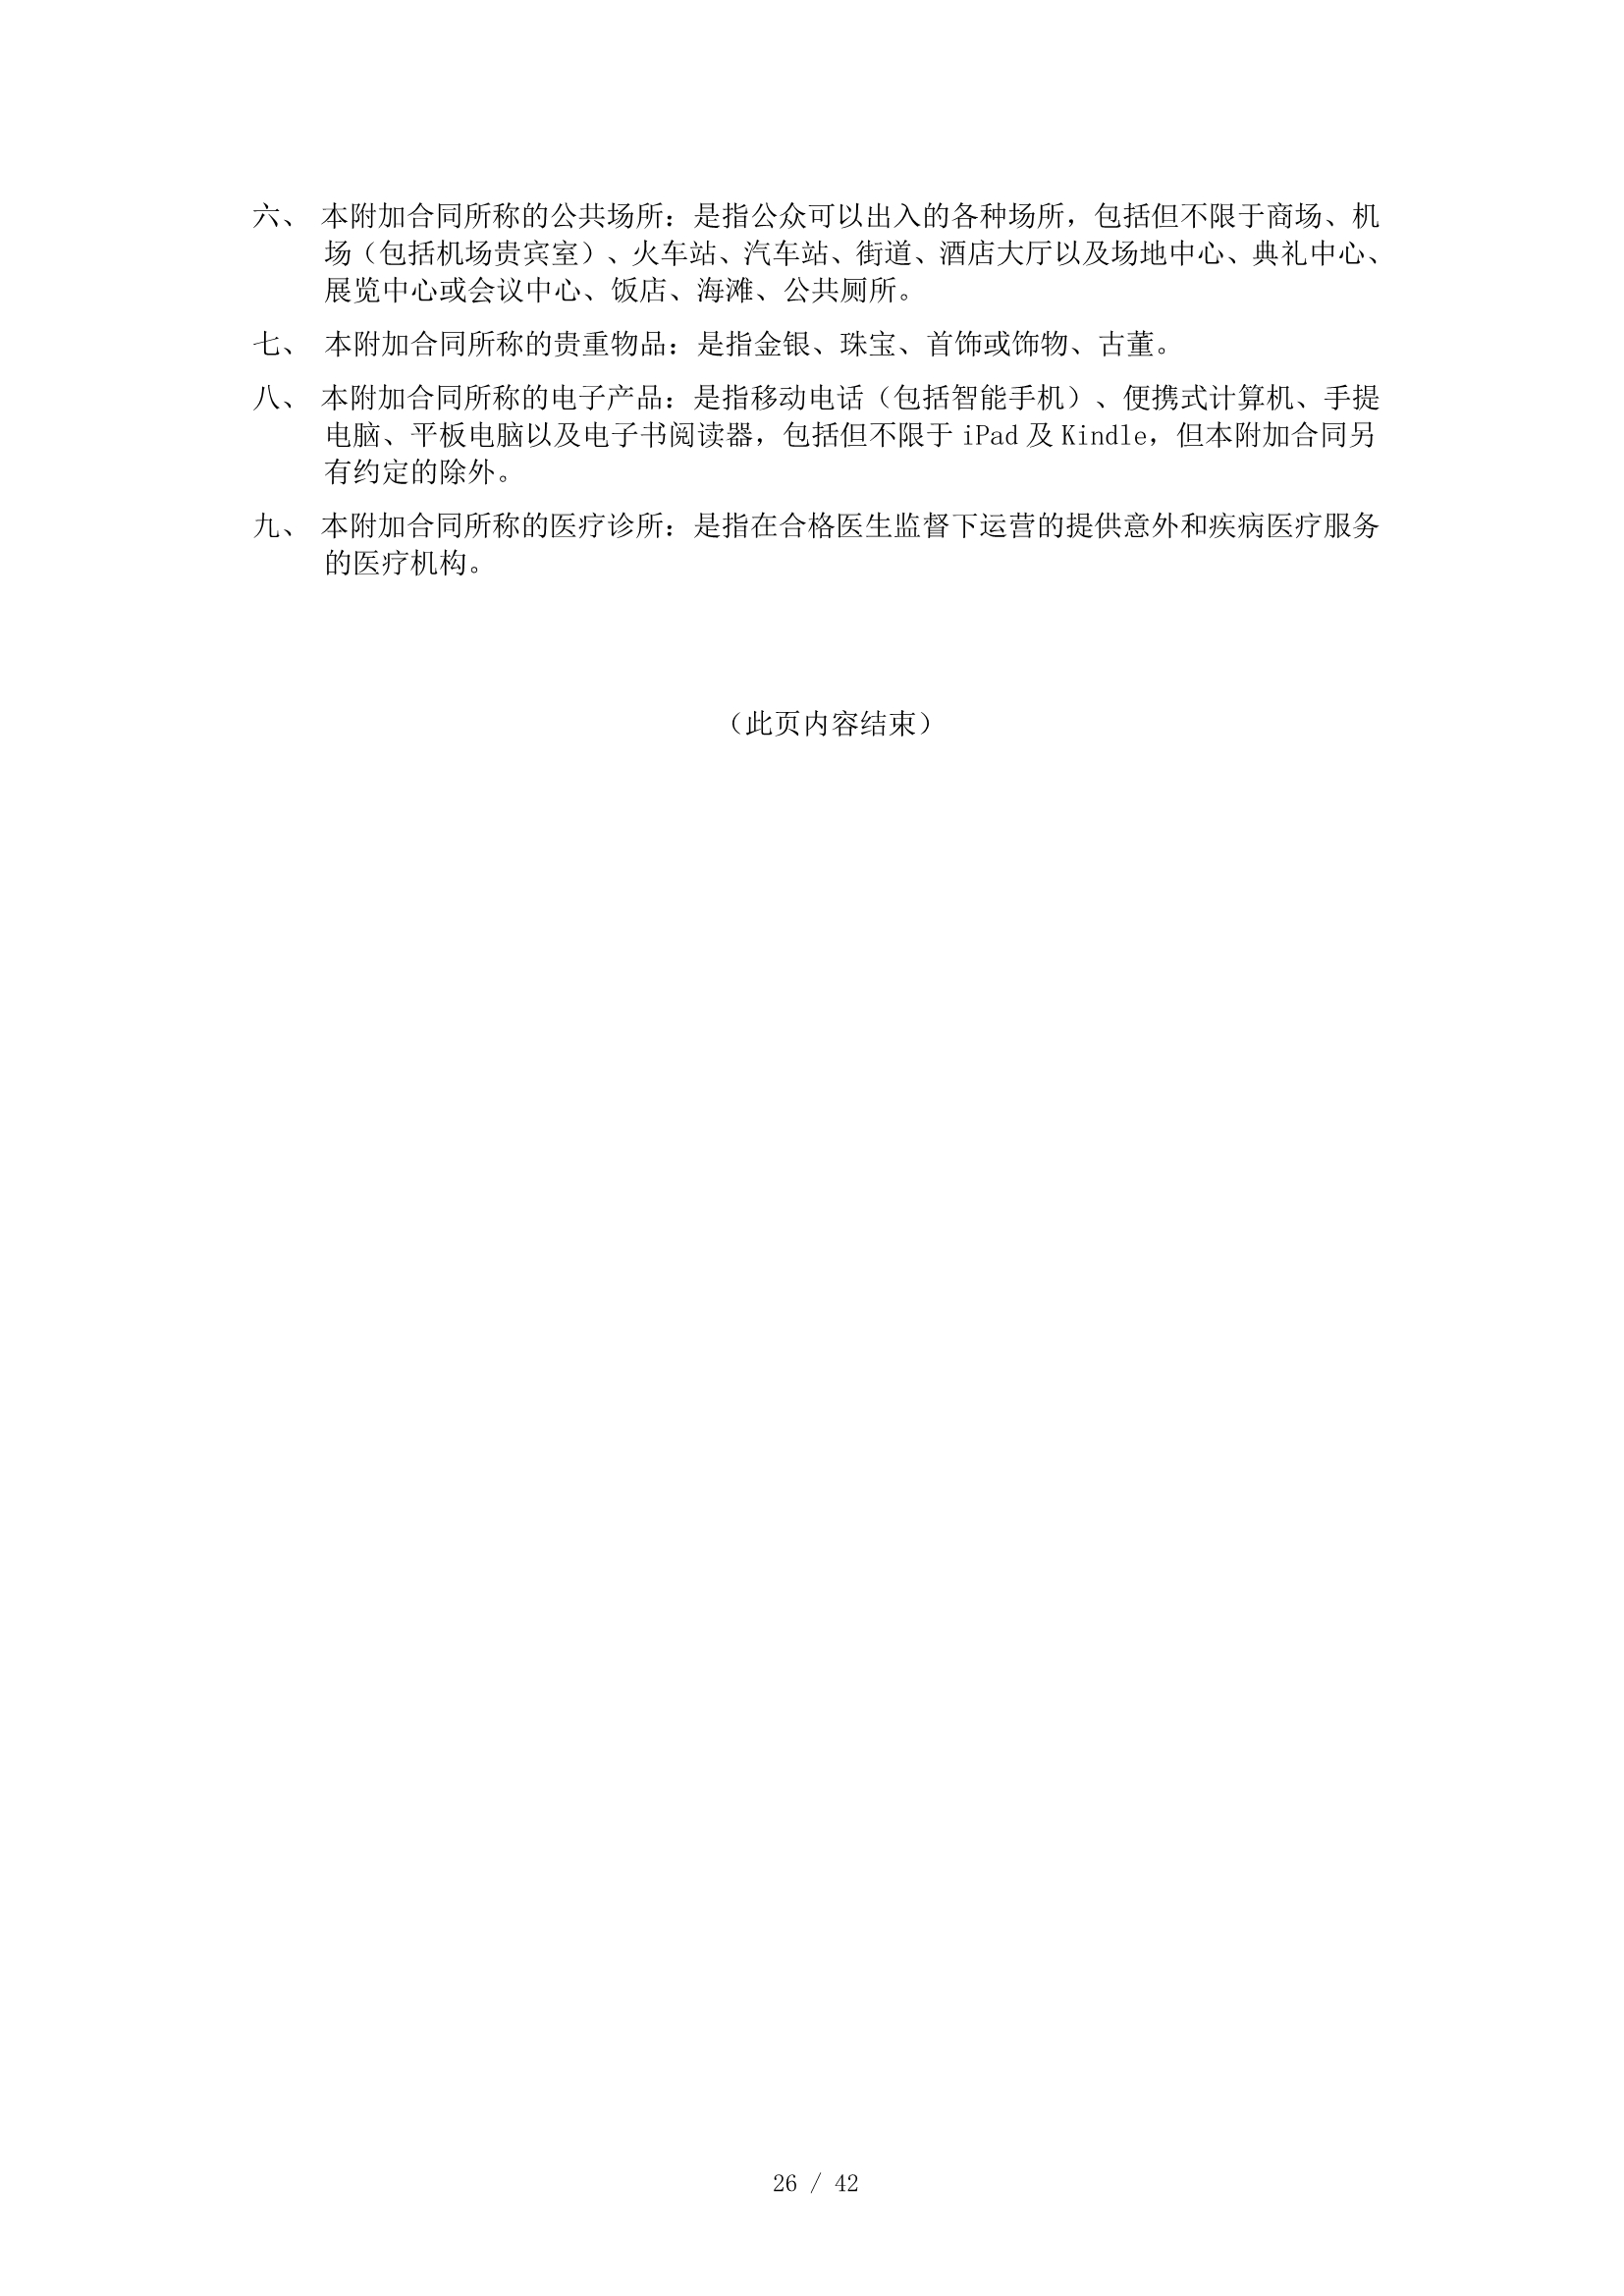 六、 本附加合同所称的公共场所：是指公众可以出入的各种场所，包括但不限于商场、机
场（包括机场贵宾室）、火车站、汽车站、街道、酒店大厅以及场地中心、典礼中心、
展览中心或会议中心、饭店、海滩、公共厕所。
七、 本附加合同所称的贵重物品：是指金银、珠宝、首饰或饰物、古董。
八、 本附加合同所称的电子产品：是指移动电话（包括智能手机）、便携式计算机、手提
电脑、平板电脑以及电子书阅读器，包括但不限于 iPad 及 Kindle，但本附加合同另
有约定的除外。
九、 本附加合同所称的医疗诊所：是指在合格医生监督下运营的提供意外和疾病医疗服务
的医疗机构。
（此页内容结束）
26 / 42